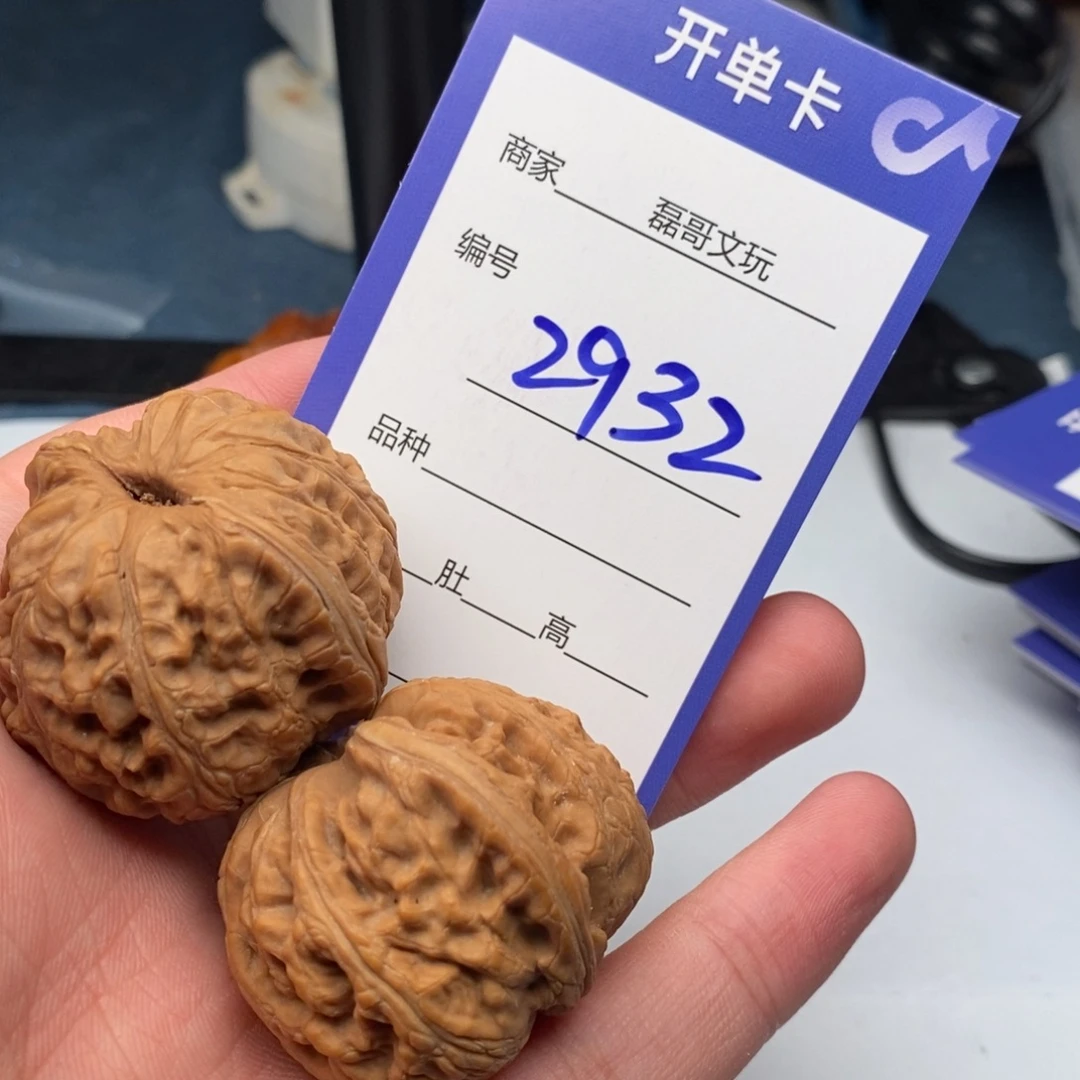 开单卡
商家 磊哥文玩
编号
2932
品种
肚 高